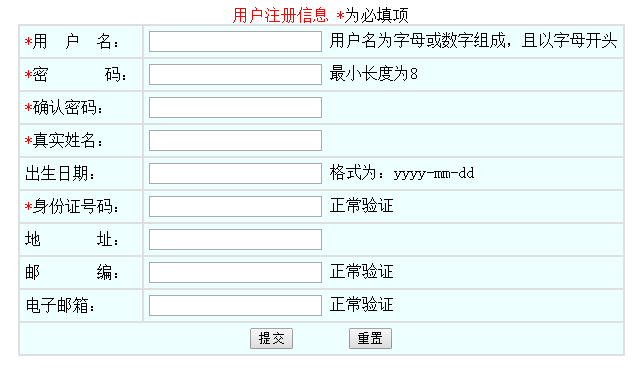 用户注册信息 *为必填项
*用 户 名： 用户名为字母或数字组成，且以字母开头
*密 码： 最小长度为8
*确认密码：
*真实姓名：
出生日期： 格式为：yyyy-mm-dd
*身份证号码： 正常验证
地 址：
邮 编： 正常验证
电子邮箱： 正常验证
提交 重置